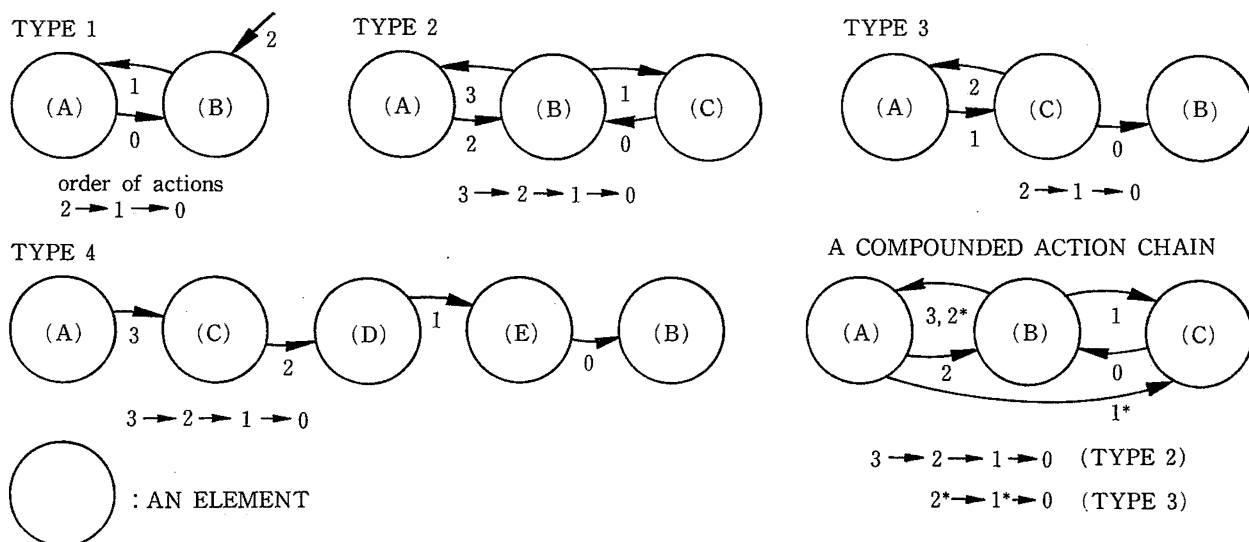 TYPE 1
2
(A)
1
0
(B)
order of actions
2 → 1 → 0
TYPE 2
(A)
3
2
(B)
1
0
(C)
3 → 2 → 1 → 0
TYPE 3
(A)
2
1
(C)
0
(B)
2 → 1 → 0
TYPE 4
(A)
3
(C)
2
(D)
1
(E)
0
(B)
3 → 2 → 1 → 0
: AN ELEMENT
A COMPOUNDED ACTION CHAIN
(A)
3, 2*
2
(B)
1
0
(C)
1*
3 → 2 → 1 → 0 (TYPE 2)
2* → 1* → 0 (TYPE 3)